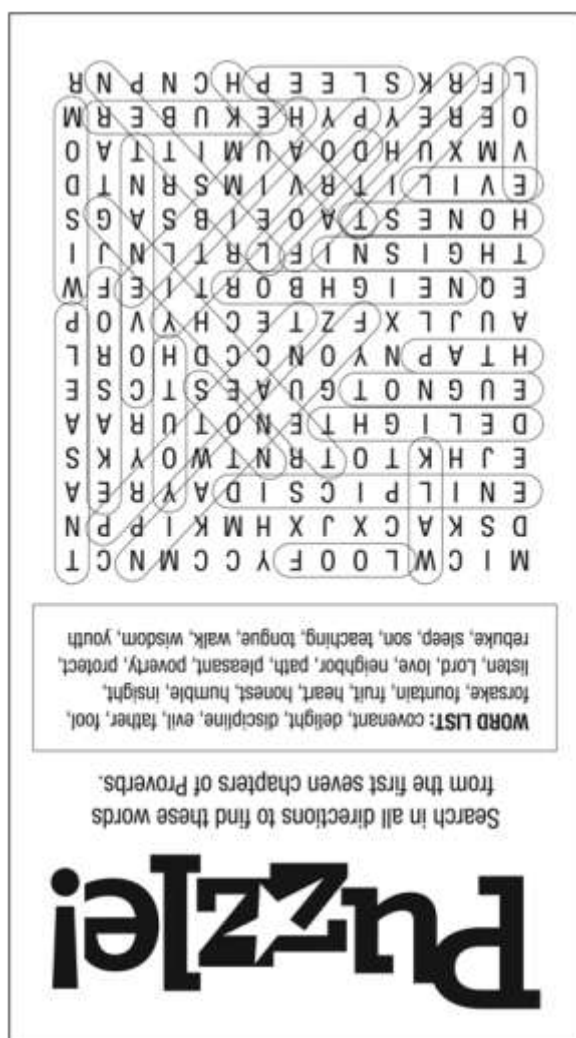 Puzzle!
Search in all directions to find these words
from the first seven chapters of Proverbs.
WORD LIST: covenant, delight, discipline, evil, father, fool,
forsake, fountain, fruit, heart, honest, humble, insight,
listen, Lord, love, neighbor, path, pleasant, poverty, protect,
rebuke, sleep, son, teaching, tongue, walk, wisdom, youth
M I C W L O O F Y C C M N C T
D S K A C X J X H M K I P P N
E N I L P I C S I D A Y R E A
E J H K T O T R N T W O Y K S
D E L I G H T E N O T U R A A
E U G N O T G U A E S T C S E
H T A P N Y O N C C D H O R L
A U J L X F Z T E C H Y V O P
E Q N E I G H B O R T I E F W
T H G I S N I F L R T L N J I
H O N E S T A O E I B S A G S
E V I L I T R V I M S R N T D
V M X U H D O A U M I T T A O
O E R E Y P Y H E K U B E R M
L F R K S L E E P H C N P N R